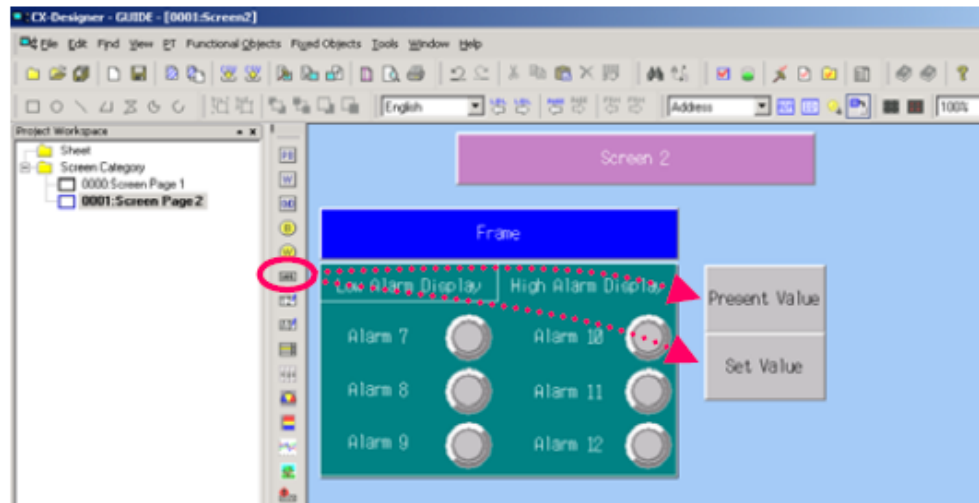 CX-Designer - GUIDE - [0001:Screen2]
File Edit Find View PT Functional Objects Fixed Objects Tools Window Help
English Address 100%
Project Workspace
Sheet
Screen Category
0000:Screen Page 1
0001:Screen Page 2
Screen 2
Frame
Low Alarm Display High Alarm Display
Present Value
Alarm 7 Alarm 10
Set Value
Alarm 8 Alarm 11
Alarm 9 Alarm 12